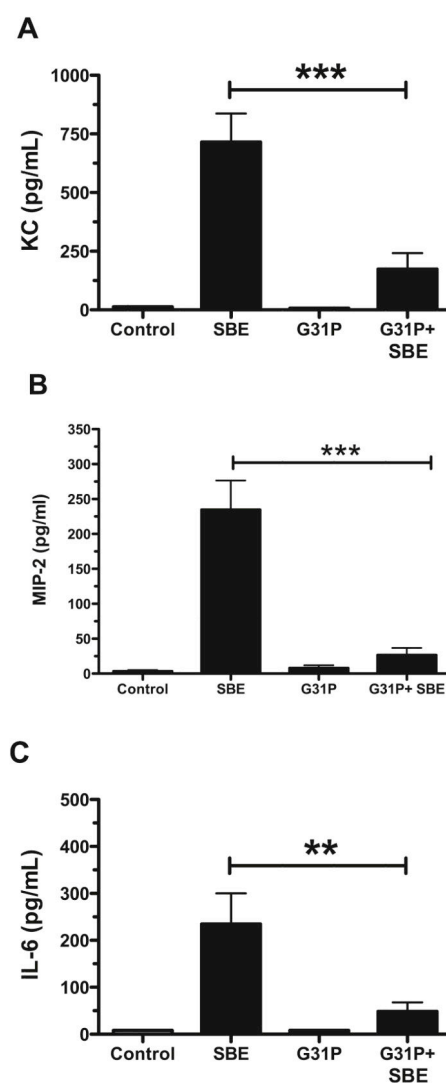 A
KC (pg/mL)
1000
750
500
250
0
***
Control SBE G31P G31P+
SBE
B
MIP-2 (pg/ml)
350
300
250
200
150
100
50
0
***
Control SBE G31P G31P+ SBE
C
IL-6 (pg/mL)
500
400
300
200
100
0
**
Control SBE G31P G31P+
SBE